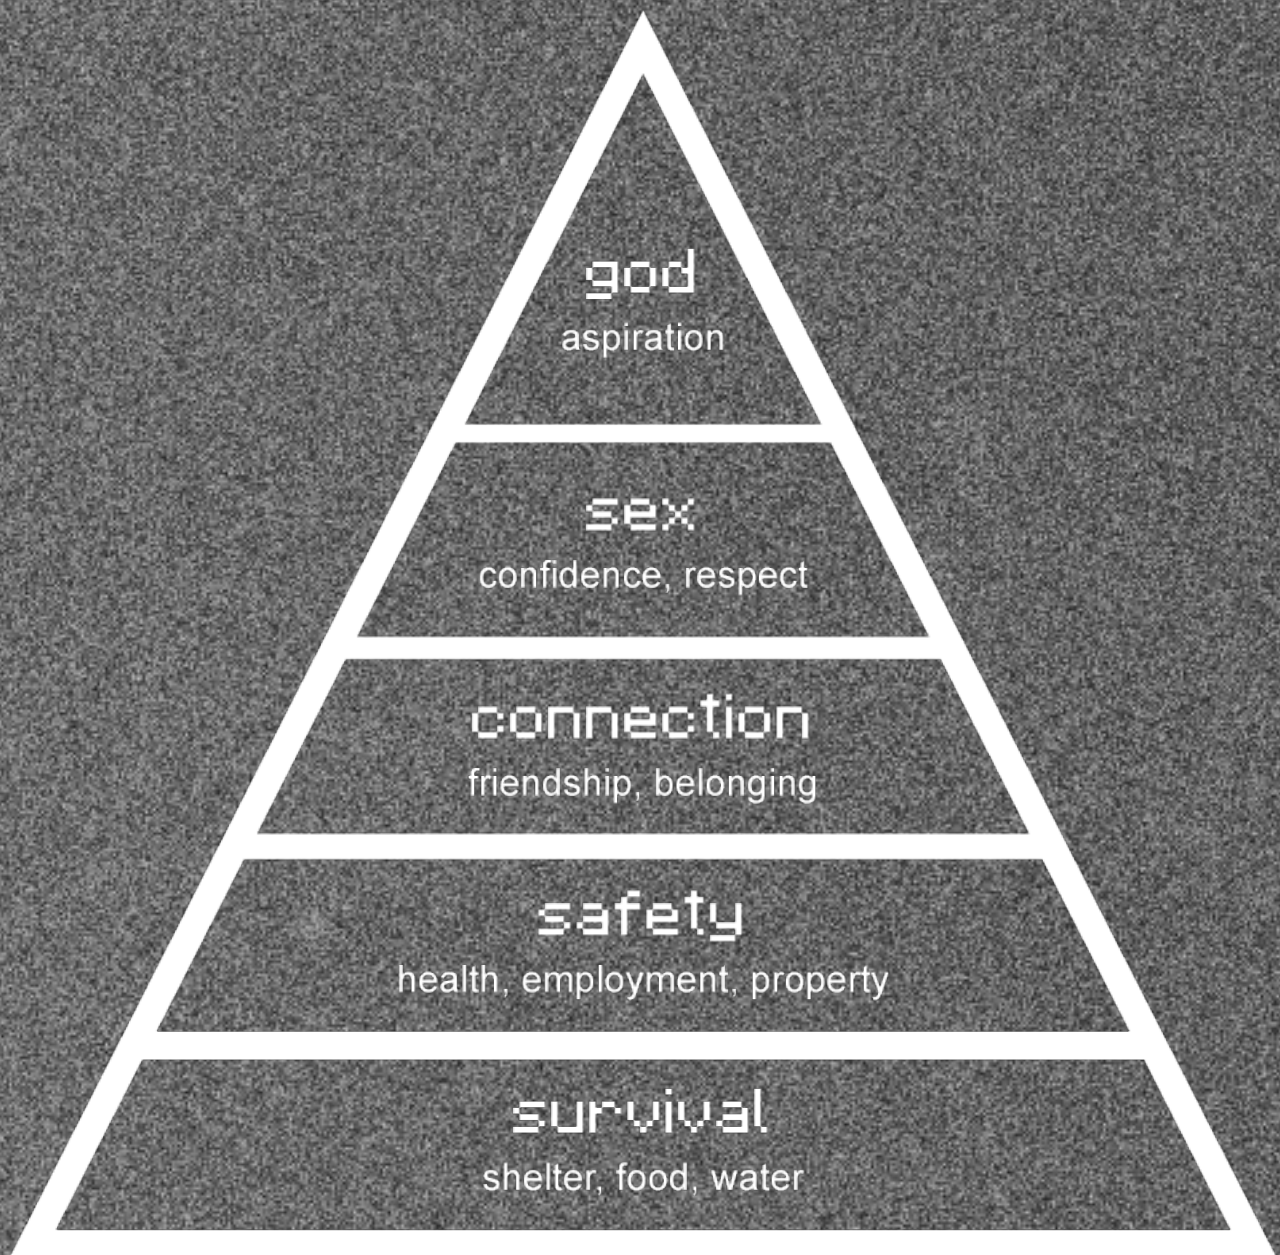 god
aspiration
sex
confidence, respect
connection
friendship, belonging
safety
health, employment, property
survival
shelter, food, water